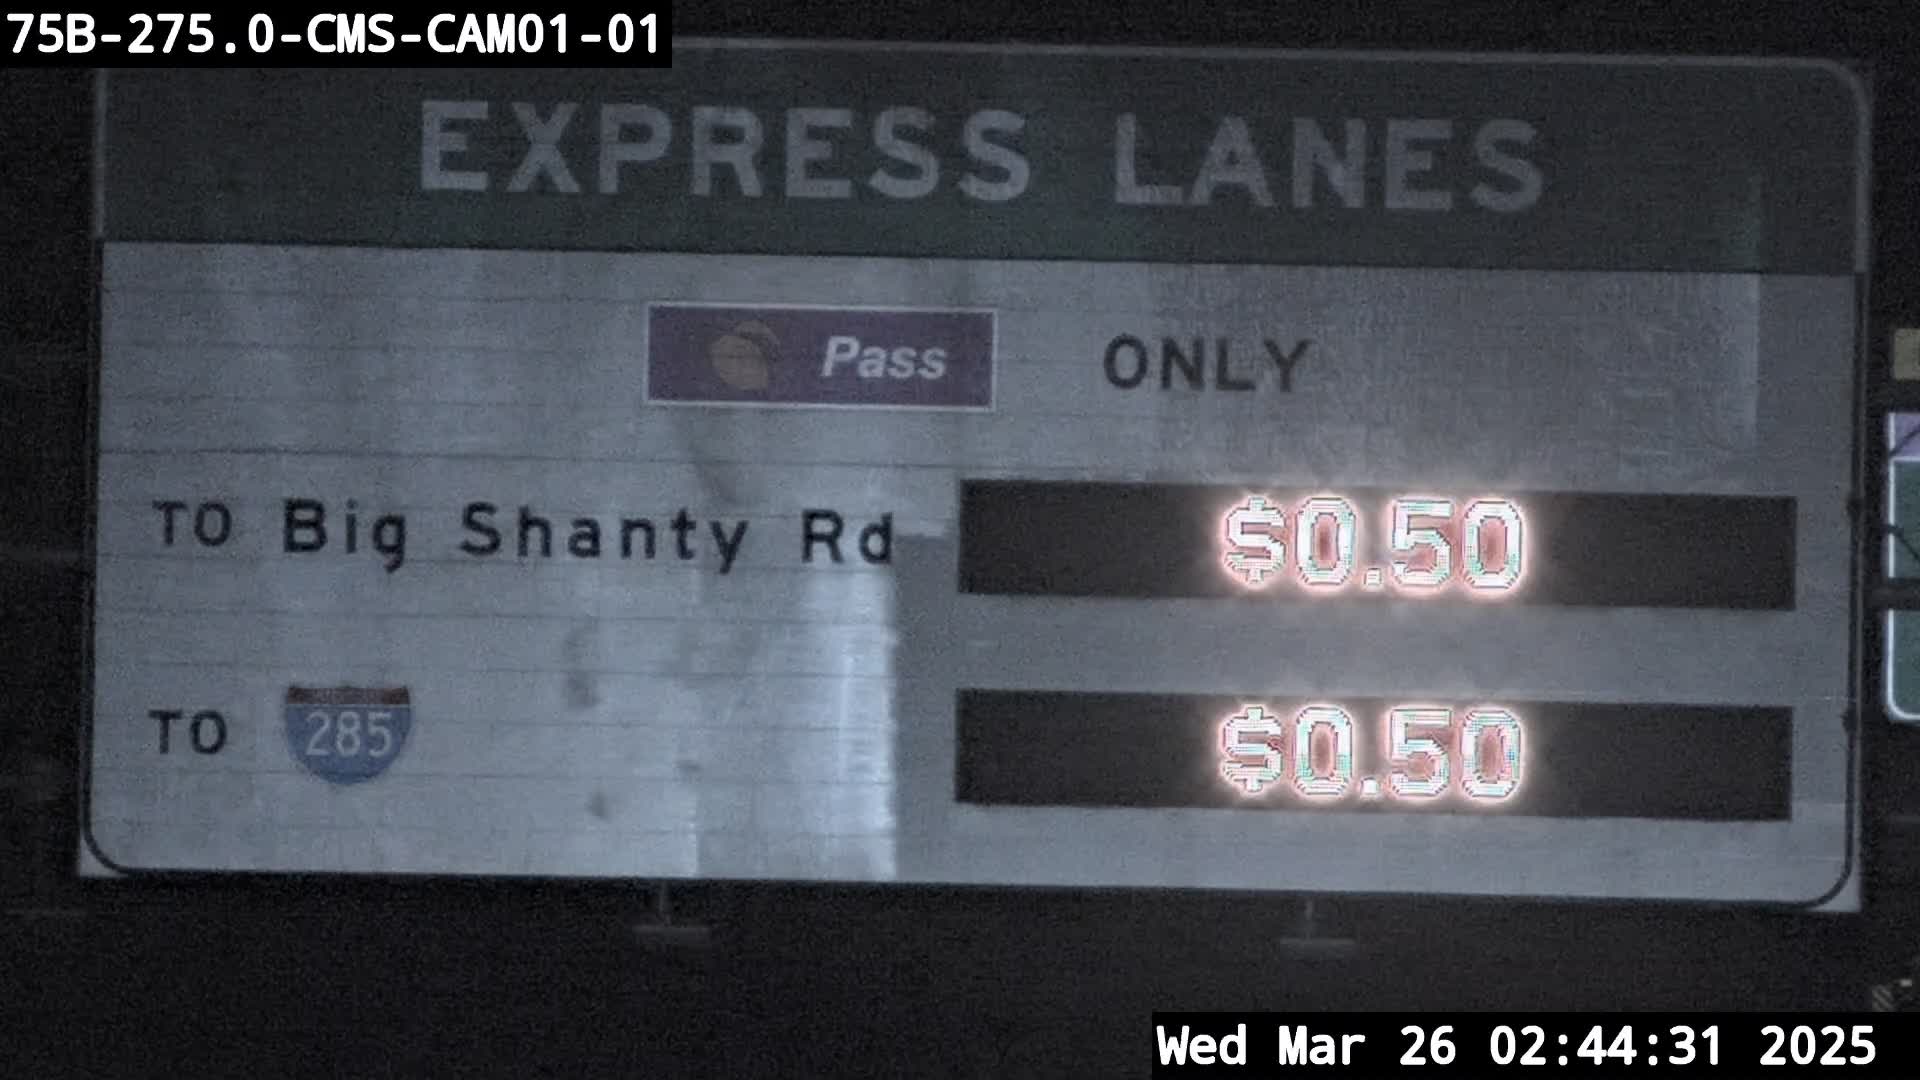 75B-275.0-CMS-CAM01-01
EXPRESS LANES
Pass ONLY
TO Big Shanty Rd $0.50
TO 285 $0.50
Wed Mar 26 02:44:31 2025